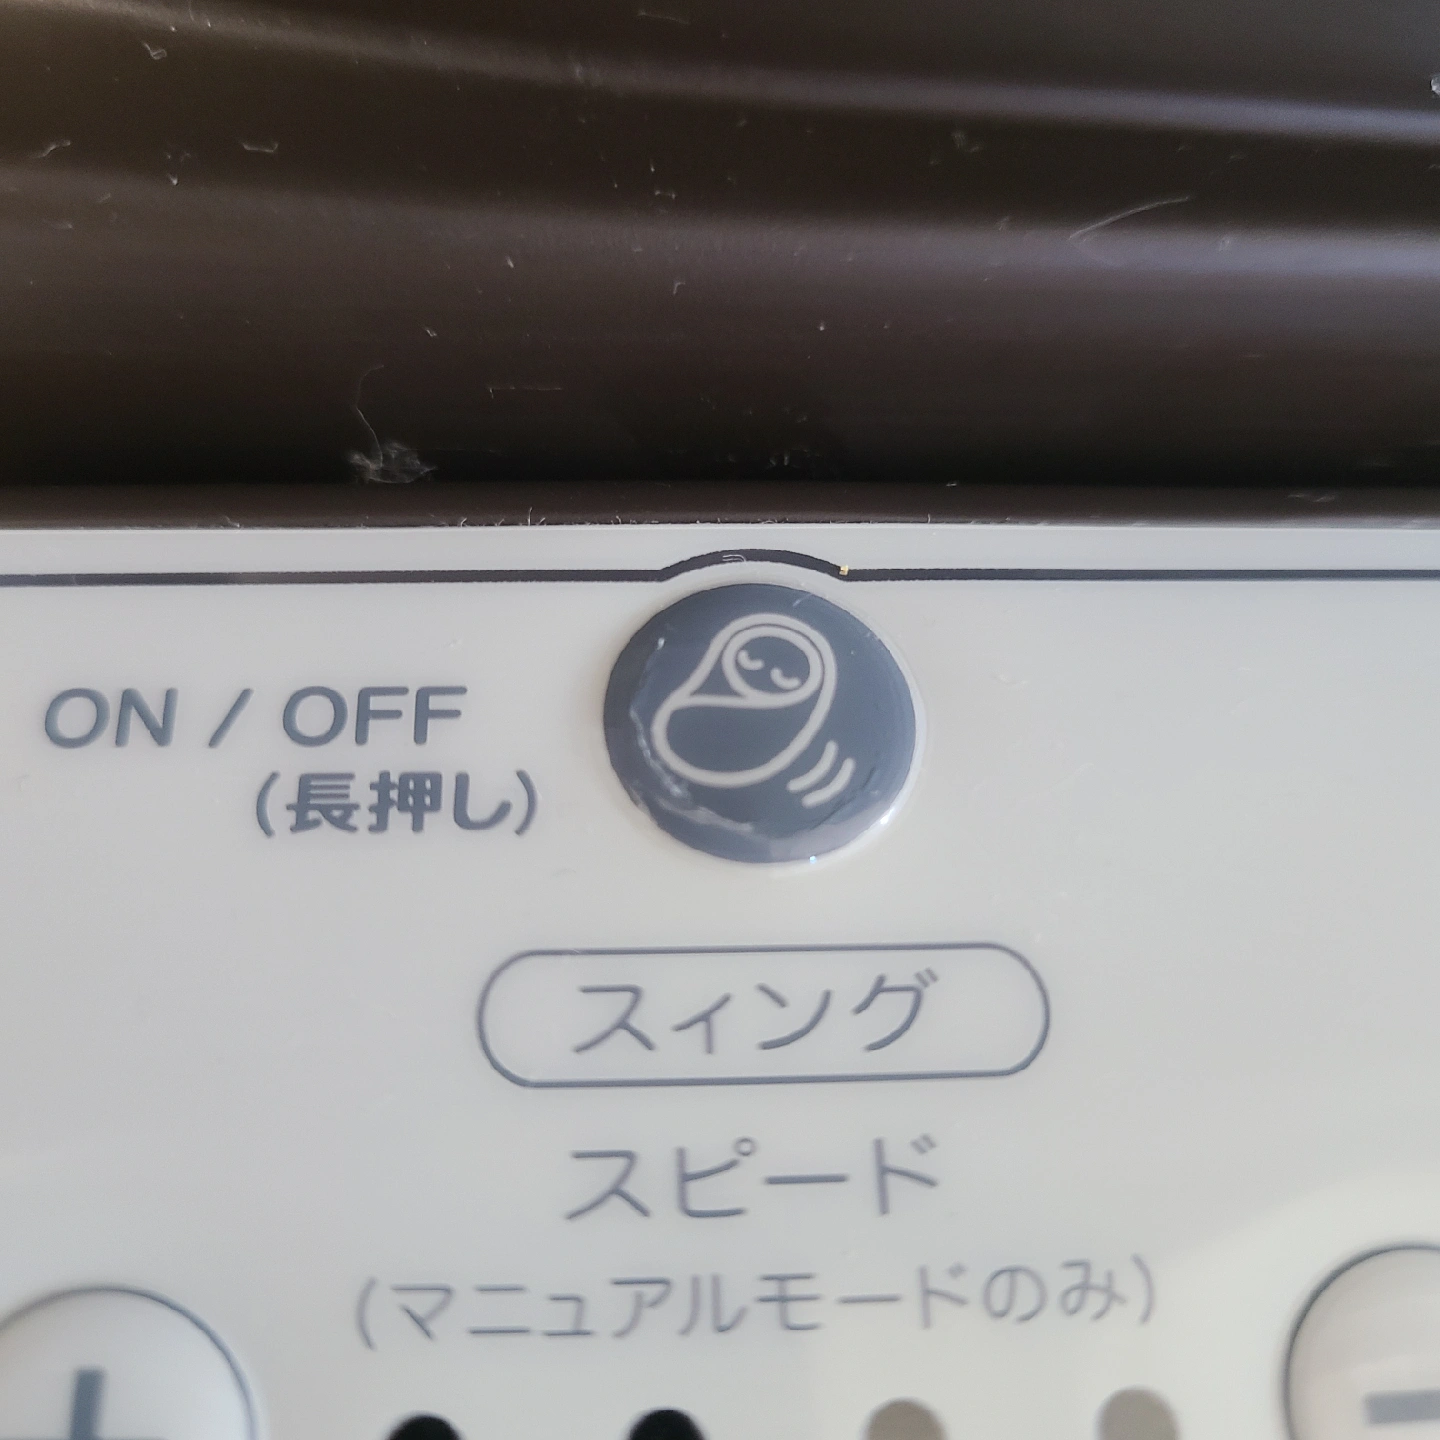 ON / OFF
(長押し)
スィング
スピード
(マニュアルモードのみ)
+
−